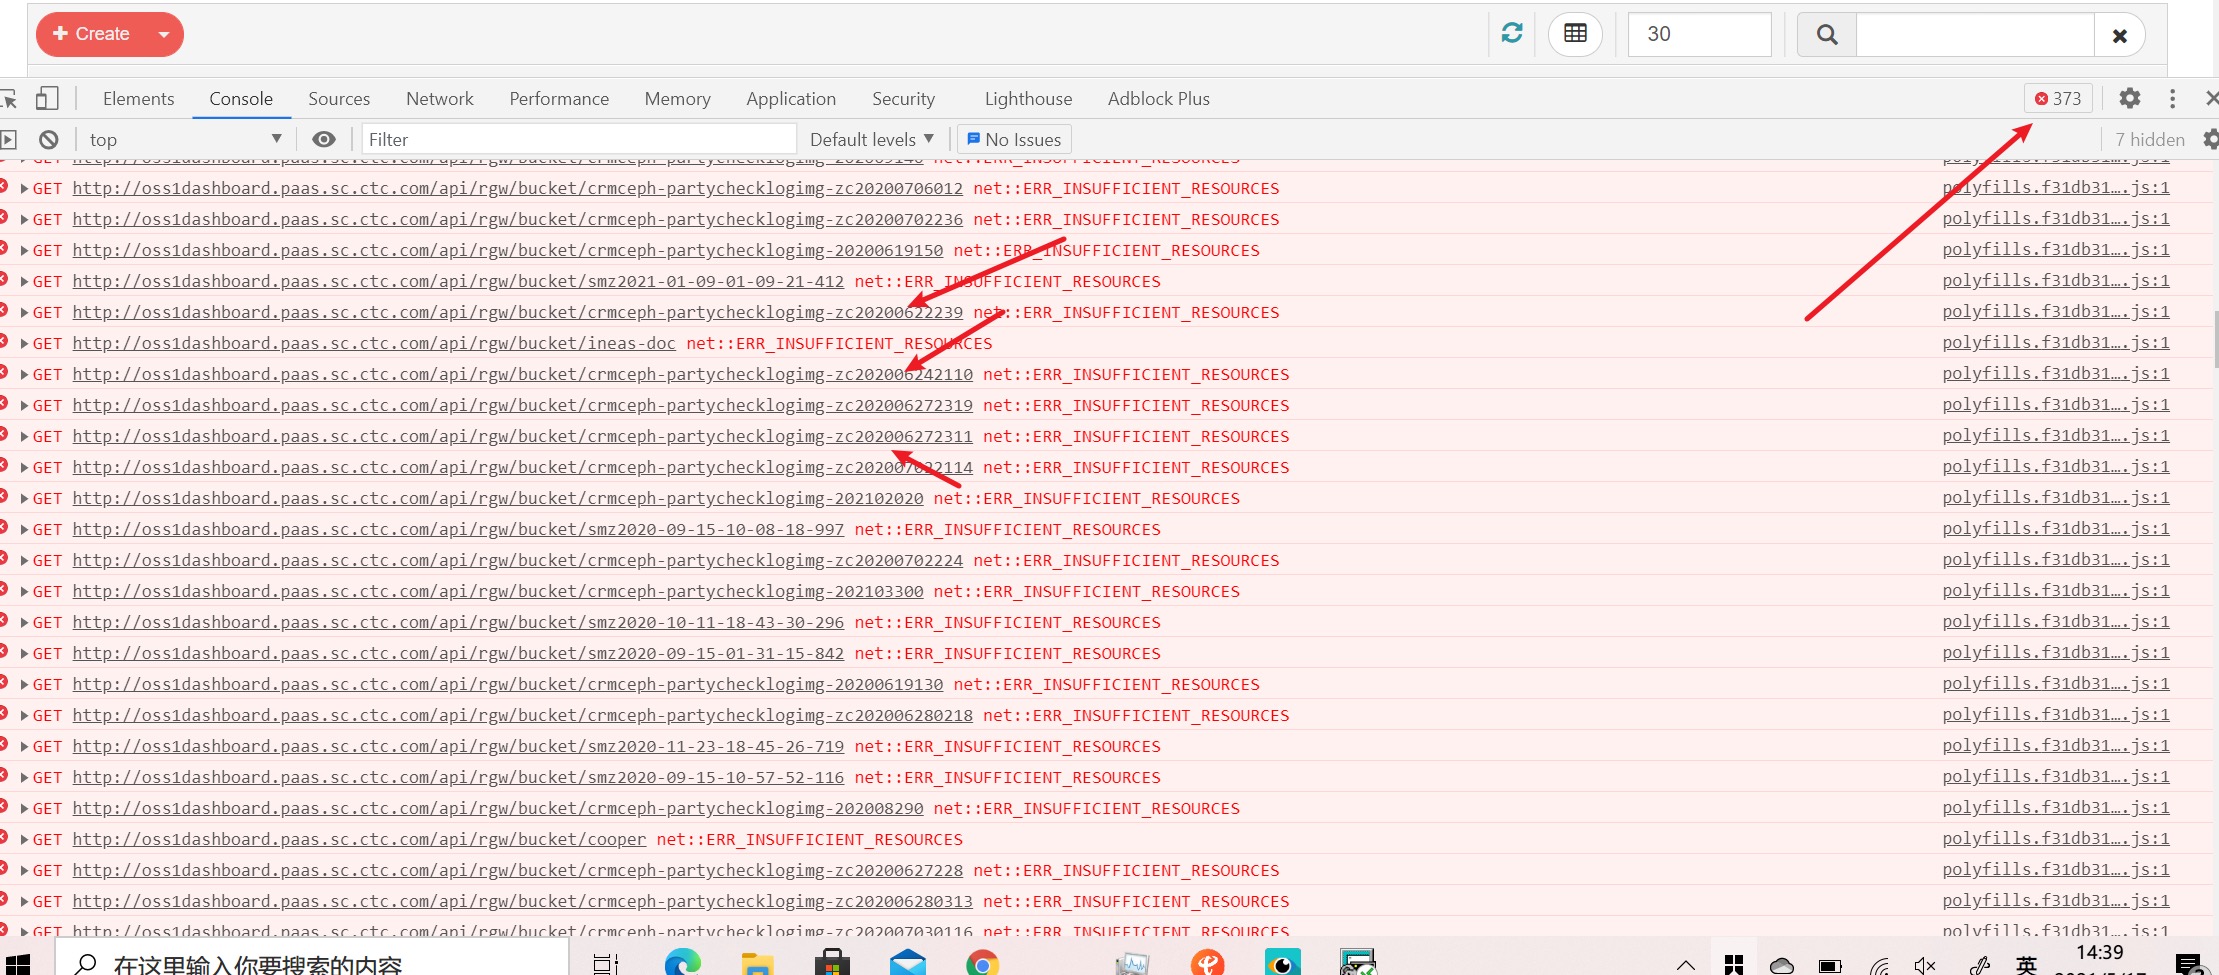 Create
30
Elements Console Sources Network Performance Memory Application Security Lighthouse Adblock Plus 373
top Filter Default levels No Issues 7 hidden
GET http://oss1dashboard.paas.sc.ctc.com/api/rgw/bucket/crmceph-partychecklogimg-202009140 net::ERR_INSUFFICIENT_RESOURCES polyfills.f31db31….js:1
GET http://oss1dashboard.paas.sc.ctc.com/api/rgw/bucket/crmceph-partychecklogimg-zc20200706012 net::ERR_INSUFFICIENT_RESOURCES polyfills.f31db31….js:1
GET http://oss1dashboard.paas.sc.ctc.com/api/rgw/bucket/crmceph-partychecklogimg-zc20200702236 net::ERR_INSUFFICIENT_RESOURCES polyfills.f31db31….js:1
GET http://oss1dashboard.paas.sc.ctc.com/api/rgw/bucket/crmceph-partychecklogimg-20200619150 net::ERR_INSUFFICIENT_RESOURCES polyfills.f31db31….js:1
GET http://oss1dashboard.paas.sc.ctc.com/api/rgw/bucket/smz2021-01-09-01-09-21-412 net::ERR_INSUFFICIENT_RESOURCES polyfills.f31db31….js:1
GET http://oss1dashboard.paas.sc.ctc.com/api/rgw/bucket/crmceph-partychecklogimg-zc20200622239 net::ERR_INSUFFICIENT_RESOURCES polyfills.f31db31….js:1
GET http://oss1dashboard.paas.sc.ctc.com/api/rgw/bucket/ineas-doc net::ERR_INSUFFICIENT_RESOURCES polyfills.f31db31….js:1
GET http://oss1dashboard.paas.sc.ctc.com/api/rgw/bucket/crmceph-partychecklogimg-zc202006242110 net::ERR_INSUFFICIENT_RESOURCES polyfills.f31db31….js:1
GET http://oss1dashboard.paas.sc.ctc.com/api/rgw/bucket/crmceph-partychecklogimg-zc202006272319 net::ERR_INSUFFICIENT_RESOURCES polyfills.f31db31….js:1
GET http://oss1dashboard.paas.sc.ctc.com/api/rgw/bucket/crmceph-partychecklogimg-zc202006272311 net::ERR_INSUFFICIENT_RESOURCES polyfills.f31db31….js:1
GET http://oss1dashboard.paas.sc.ctc.com/api/rgw/bucket/crmceph-partychecklogimg-zc202007022114 net::ERR_INSUFFICIENT_RESOURCES polyfills.f31db31….js:1
GET http://oss1dashboard.paas.sc.ctc.com/api/rgw/bucket/crmceph-partychecklogimg-202102020 net::ERR_INSUFFICIENT_RESOURCES polyfills.f31db31….js:1
GET http://oss1dashboard.paas.sc.ctc.com/api/rgw/bucket/smz2020-09-15-10-08-18-997 net::ERR_INSUFFICIENT_RESOURCES polyfills.f31db31….js:1
GET http://oss1dashboard.paas.sc.ctc.com/api/rgw/bucket/crmceph-partychecklogimg-zc20200702224 net::ERR_INSUFFICIENT_RESOURCES polyfills.f31db31….js:1
GET http://oss1dashboard.paas.sc.ctc.com/api/rgw/bucket/crmceph-partychecklogimg-202103300 net::ERR_INSUFFICIENT_RESOURCES polyfills.f31db31….js:1
GET http://oss1dashboard.paas.sc.ctc.com/api/rgw/bucket/smz2020-10-11-18-43-30-296 net::ERR_INSUFFICIENT_RESOURCES polyfills.f31db31….js:1
GET http://oss1dashboard.paas.sc.ctc.com/api/rgw/bucket/smz2020-09-15-01-31-15-842 net::ERR_INSUFFICIENT_RESOURCES polyfills.f31db31….js:1
GET http://oss1dashboard.paas.sc.ctc.com/api/rgw/bucket/crmceph-partychecklogimg-20200619130 net::ERR_INSUFFICIENT_RESOURCES polyfills.f31db31….js:1
GET http://oss1dashboard.paas.sc.ctc.com/api/rgw/bucket/crmceph-partychecklogimg-zc202006280218 net::ERR_INSUFFICIENT_RESOURCES polyfills.f31db31….js:1
GET http://oss1dashboard.paas.sc.ctc.com/api/rgw/bucket/smz2020-11-23-18-45-26-719 net::ERR_INSUFFICIENT_RESOURCES polyfills.f31db31….js:1
GET http://oss1dashboard.paas.sc.ctc.com/api/rgw/bucket/smz2020-09-15-10-57-52-116 net::ERR_INSUFFICIENT_RESOURCES polyfills.f31db31….js:1
GET http://oss1dashboard.paas.sc.ctc.com/api/rgw/bucket/crmceph-partychecklogimg-202008290 net::ERR_INSUFFICIENT_RESOURCES polyfills.f31db31….js:1
GET http://oss1dashboard.paas.sc.ctc.com/api/rgw/bucket/cooper net::ERR_INSUFFICIENT_RESOURCES polyfills.f31db31….js:1
GET http://oss1dashboard.paas.sc.ctc.com/api/rgw/bucket/crmceph-partychecklogimg-zc20200627228 net::ERR_INSUFFICIENT_RESOURCES polyfills.f31db31….js:1
GET http://oss1dashboard.paas.sc.ctc.com/api/rgw/bucket/crmceph-partychecklogimg-zc202006280313 net::ERR_INSUFFICIENT_RESOURCES polyfills.f31db31….js:1
GET http://oss1dashboard.paas.sc.ctc.com/api/rgw/bucket/crmceph-partychecklogimg-zc202007030116 net::ERR_INSUFFICIENT_RESOURCES polyfills.f31db31….js:1
在这里输入你要搜索的内容 英 14:39